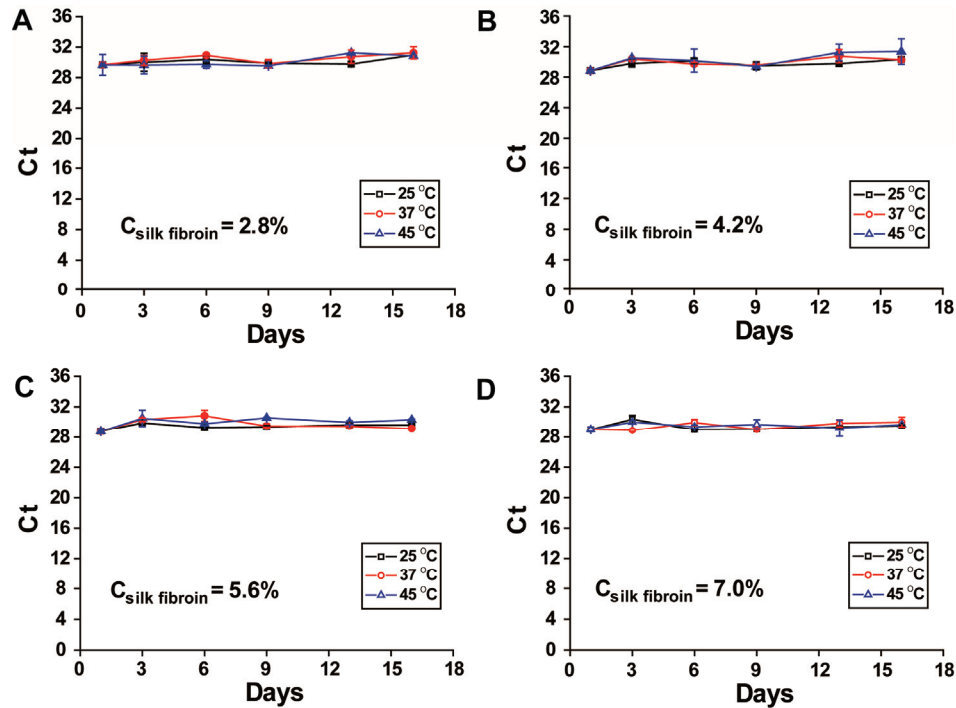 A
36
32
28
24
20
16
12
8
4
0
Ct
25 °C
37 °C
45 °C
Csilk fibroin = 2.8%
0 3 6 9 12 15 18
Days
B
36
32
28
24
20
16
12
8
4
0
Ct
25 °C
37 °C
45 °C
Csilk fibroin = 4.2%
0 3 6 9 12 15 18
Days
C
36
32
28
24
20
16
12
8
4
0
Ct
25 °C
37 °C
45 °C
Csilk fibroin = 5.6%
0 3 6 9 12 15 18
Days
D
36
32
28
24
20
16
12
8
4
0
Ct
25 °C
37 °C
45 °C
Csilk fibroin = 7.0%
0 3 6 9 12 15 18
Days